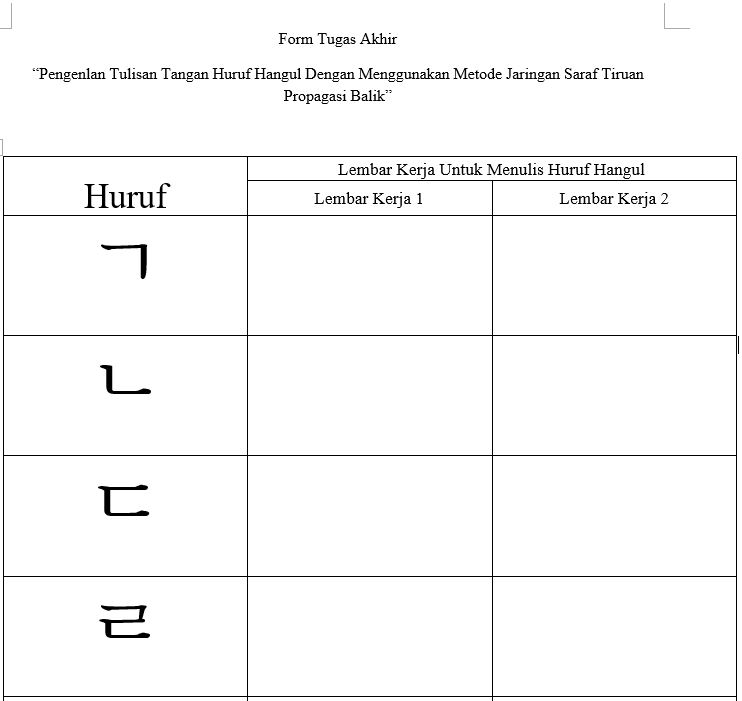 Form Tugas Akhir
“Pengenlan Tulisan Tangan Huruf Hangul Dengan Menggunakan Metode Jaringan Saraf Tiruan
Propagasi Balik”
Huruf
Lembar Kerja Untuk Menulis Huruf Hangul
Lembar Kerja 1
Lembar Kerja 2
ㄱ
ㄴ
ㄷ
ㄹ